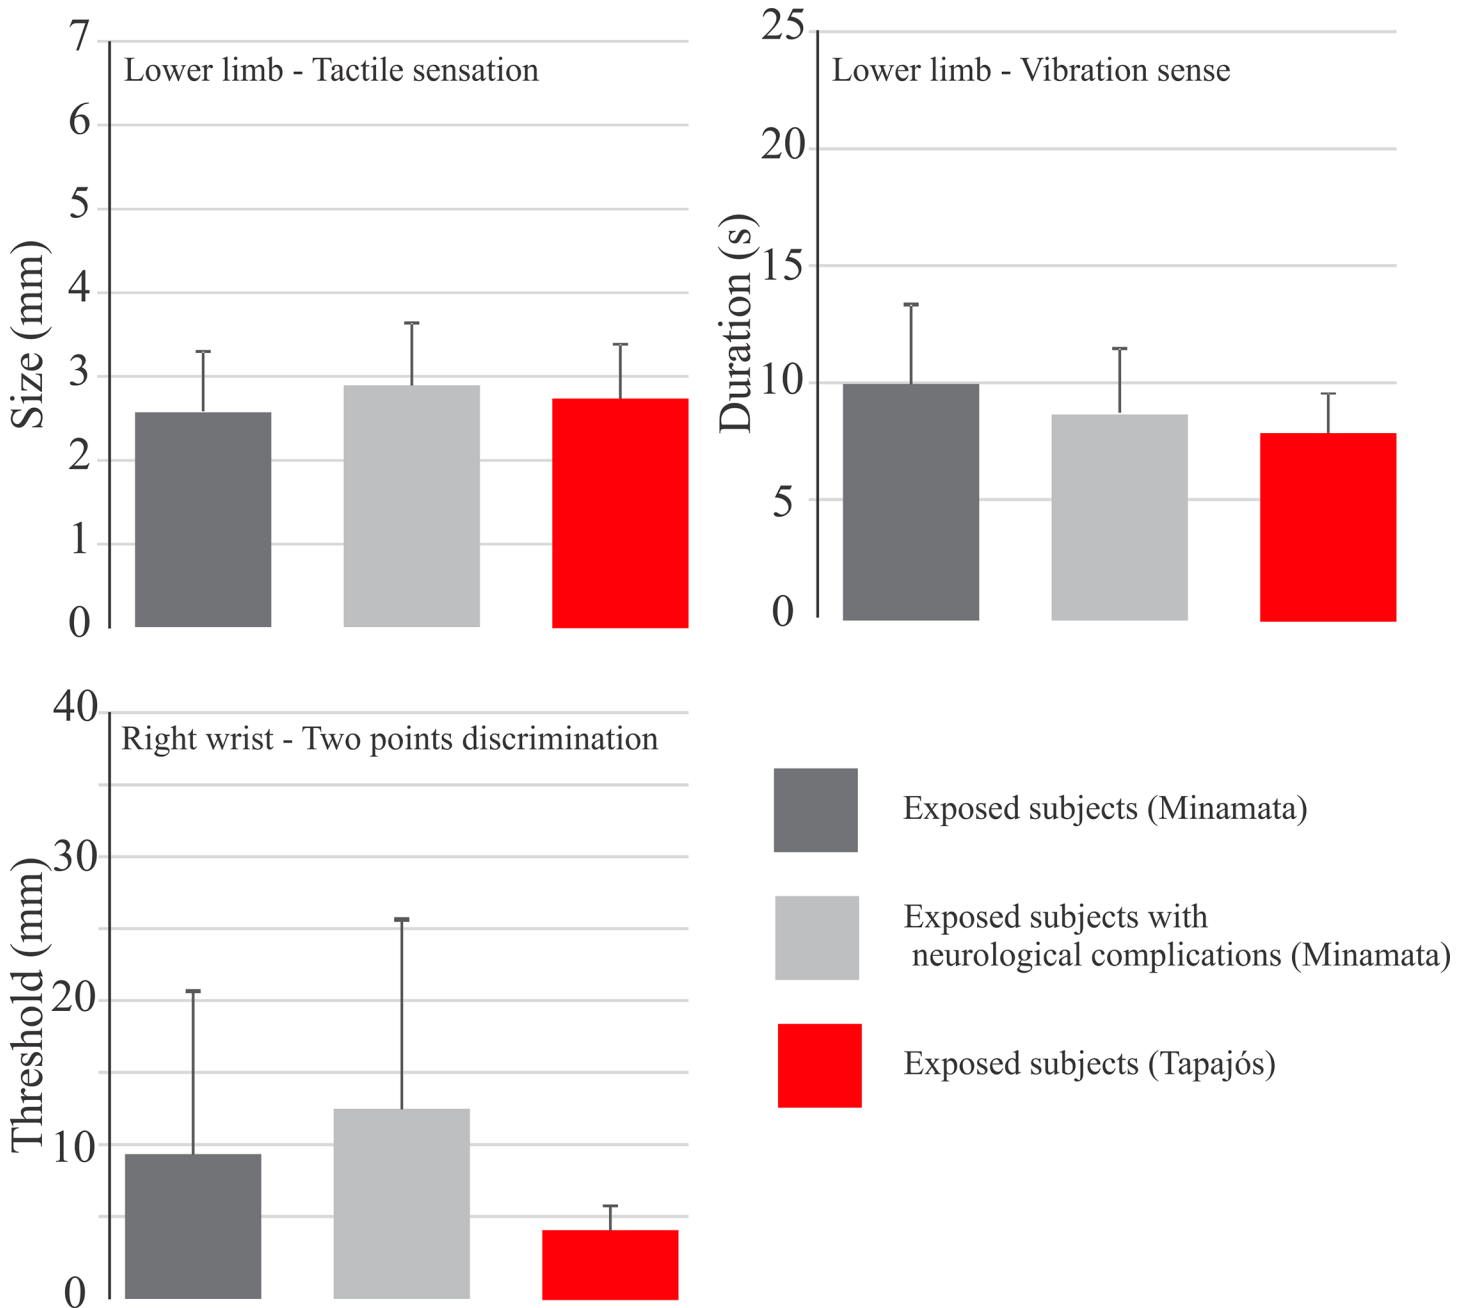 Lower limb - Tactile sensation
Size (mm)
7
6
5
4
3
2
1
0
Lower limb - Vibration sense
Duration (s)
25
20
15
10
5
0
Right wrist - Two points discrimination
Threshold (mm)
40
30
20
10
0
Exposed subjects (Minamata)
Exposed subjects with
neurological complications (Minamata)
Exposed subjects (Tapajós)